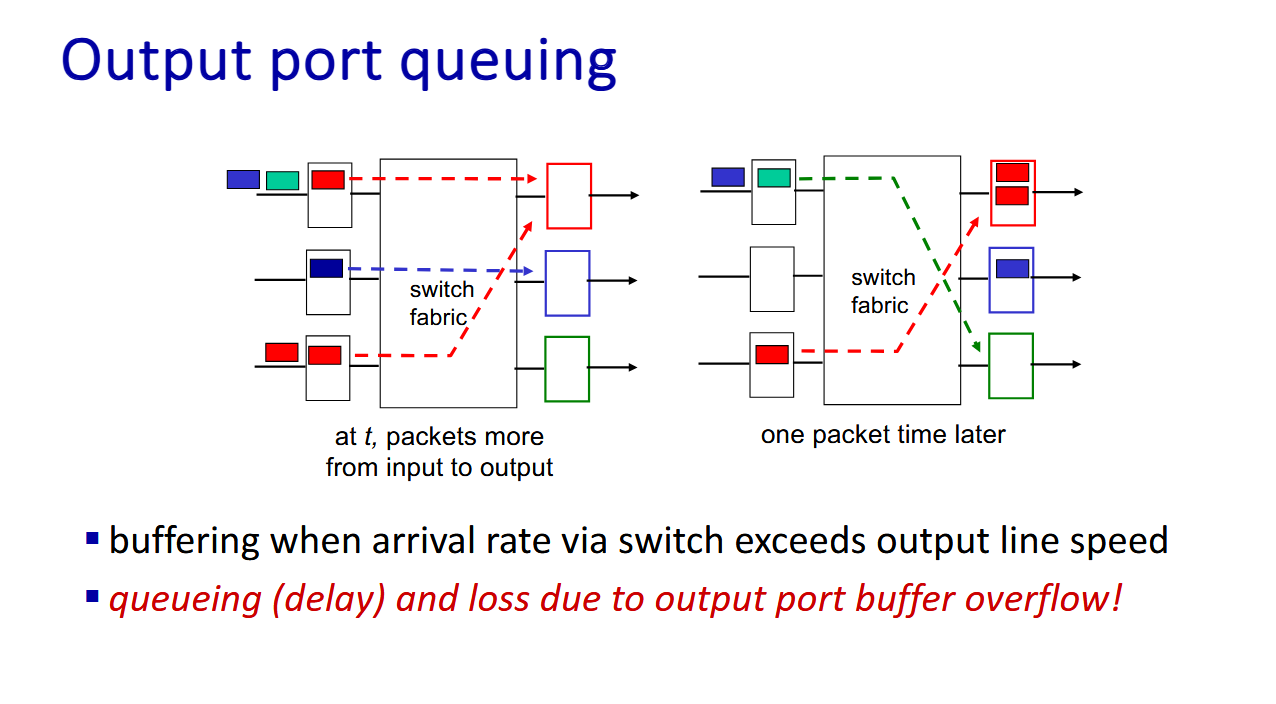 Output port queuing
switch
fabric
at t, packets more
from input to output
switch
fabric
one packet time later
▪ buffering when arrival rate via switch exceeds output line speed
▪ queueing (delay) and loss due to output port buffer overflow!